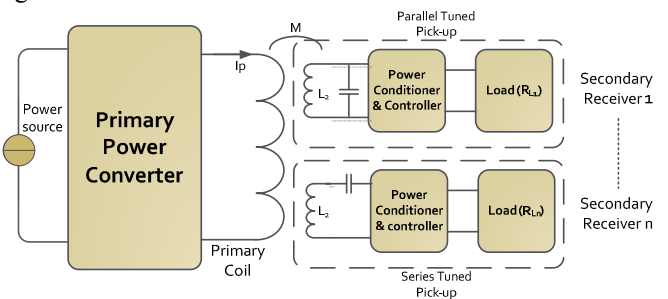 Power
source
Primary
Power
Converter
Ip
M
Primary
Coil
Parallel Tuned
Pick-up
L2
Power
Conditioner
& Controller
Load (RL1)
Secondary
Receiver 1
L2
Power
Conditioner
& controller
Load (RLn)
Secondary
Receiver n
Series Tuned
Pick-up